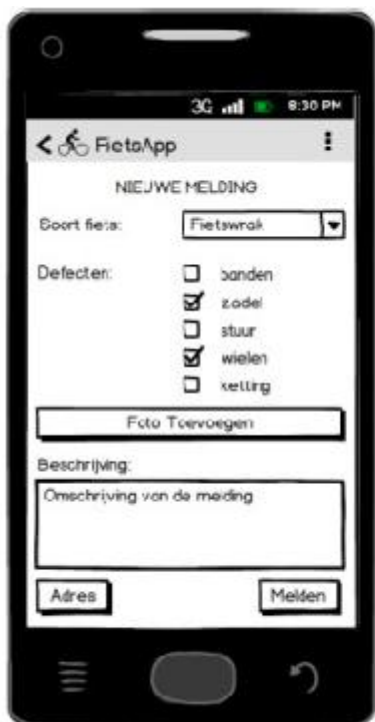 3G 8:30 PM
FietsApp
NIEUWE MELDING
Soort fiets: Fietswrak
Defecten: banden
zadel
stuur
wielen
ketting
Foto Toevoegen
Beschrijving:
Omschrijving van de melding
Adres Melden